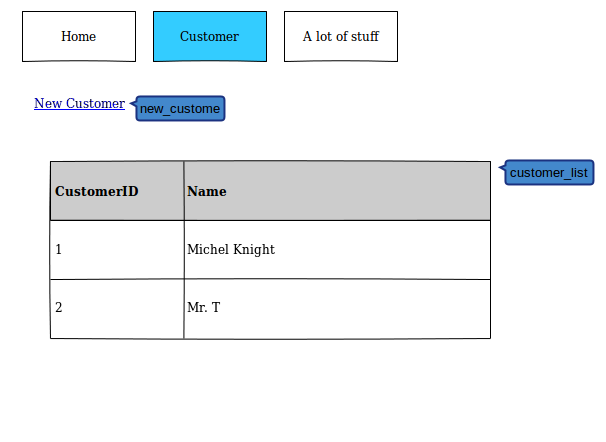 Home
Customer
A lot of stuff
New Customer
new_custome
customer_list
CustomerID Name
1 Michel Knight
2 Mr. T